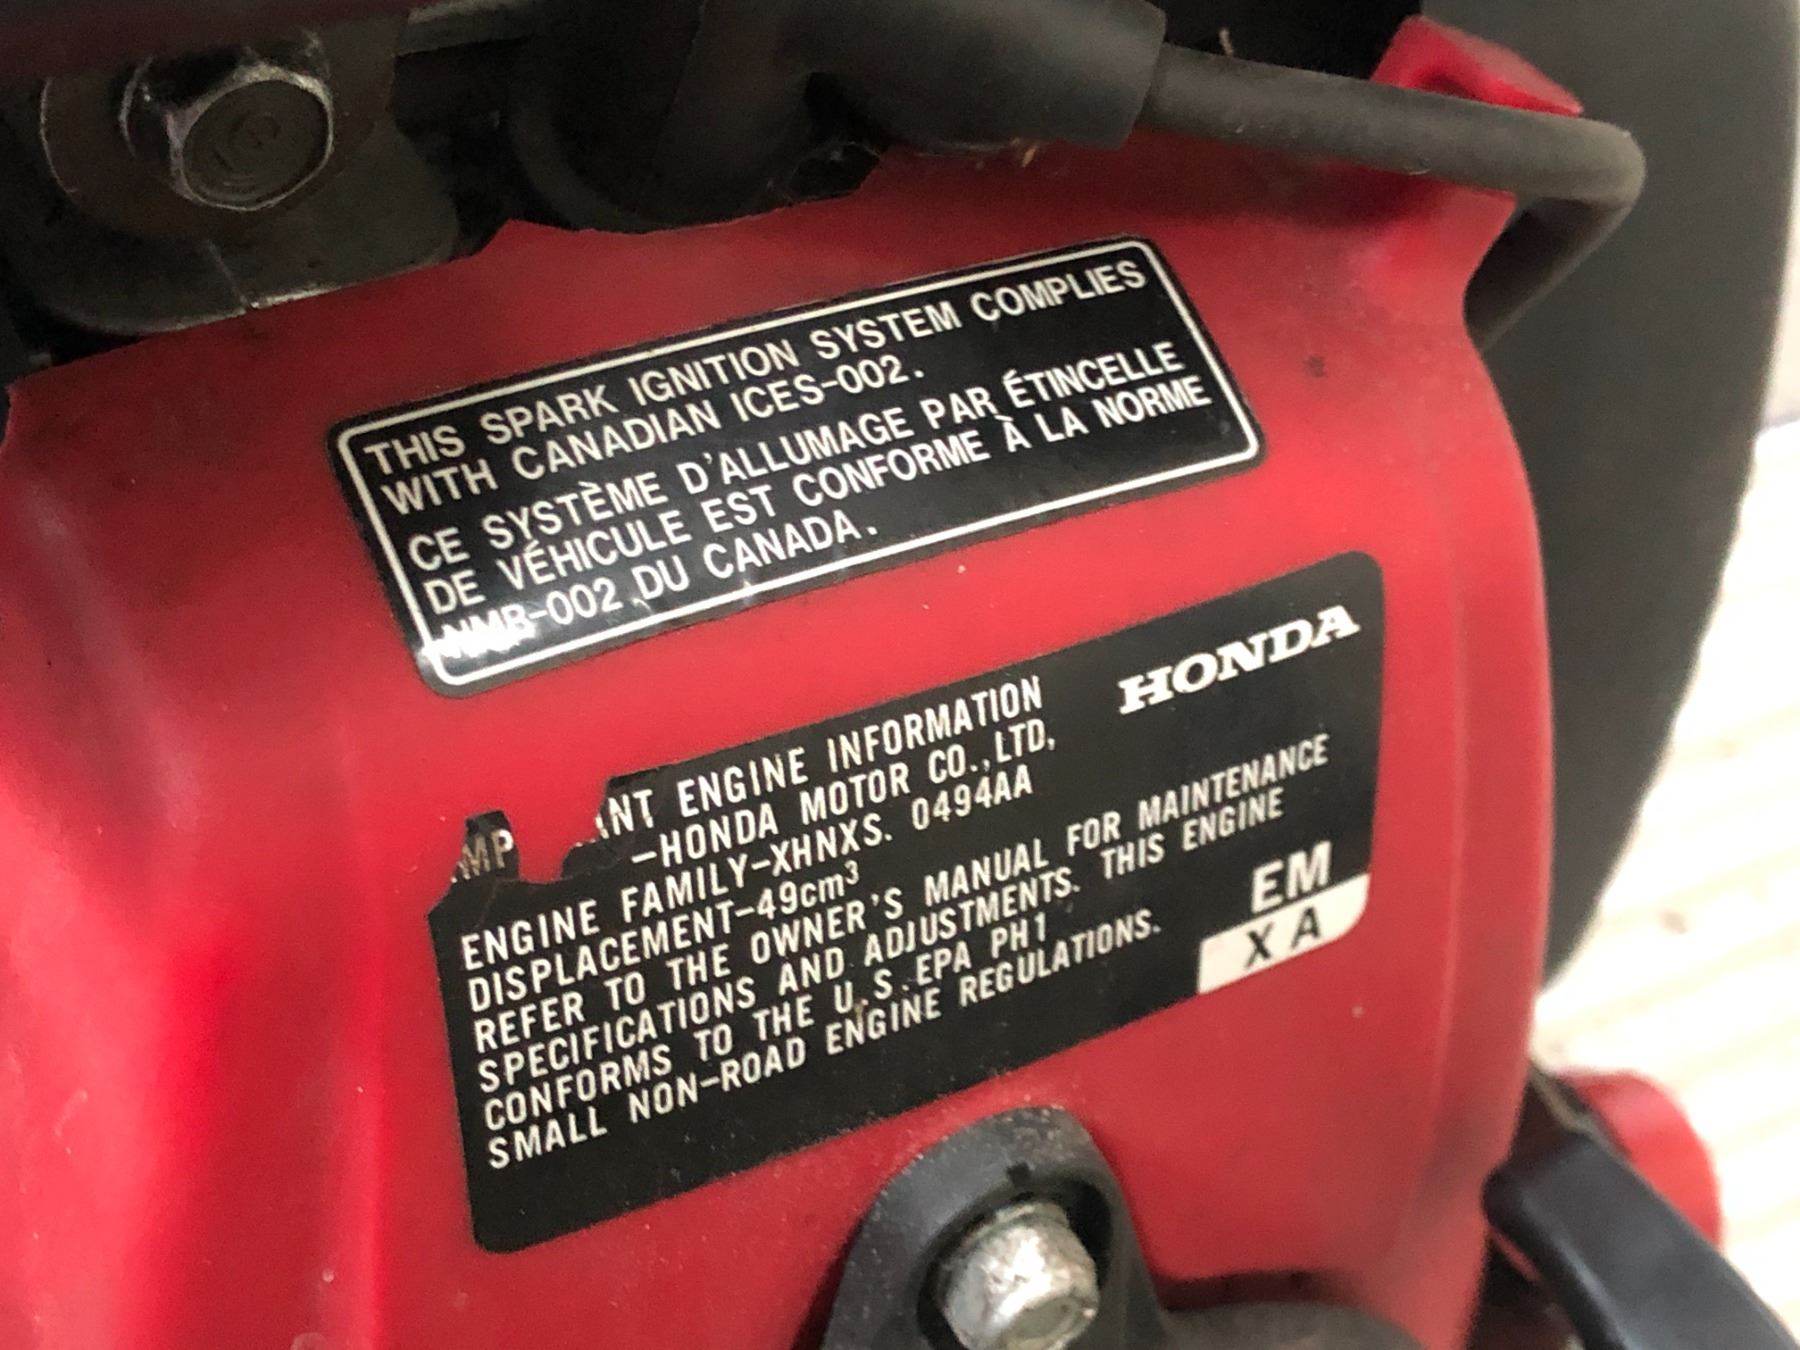 THIS SPARK IGNITION SYSTEM COMPLIES
WITH CANADIAN ICES-002.
CE SYSTÈME D'ALLUMAGE PAR ÉTINCELLE
DE VÉHICULE EST CONFORME À LA NORME
NMB-002 DU CANADA.
HONDA
MP NT ENGINE INFORMATION
-HONDA MOTOR CO.,LTD,
ENGINE FAMILY-XHNXS. 0494AA
DISPLACEMENT-49cm³
REFER TO THE OWNER'S MANUAL FOR MAINTENANCE
SPECIFICATIONS AND ADJUSTMENTS. THIS ENGINE
CONFORMS TO THE U.S.EPA PH1
SMALL NON-ROAD ENGINE REGULATIONS.
EM
XA